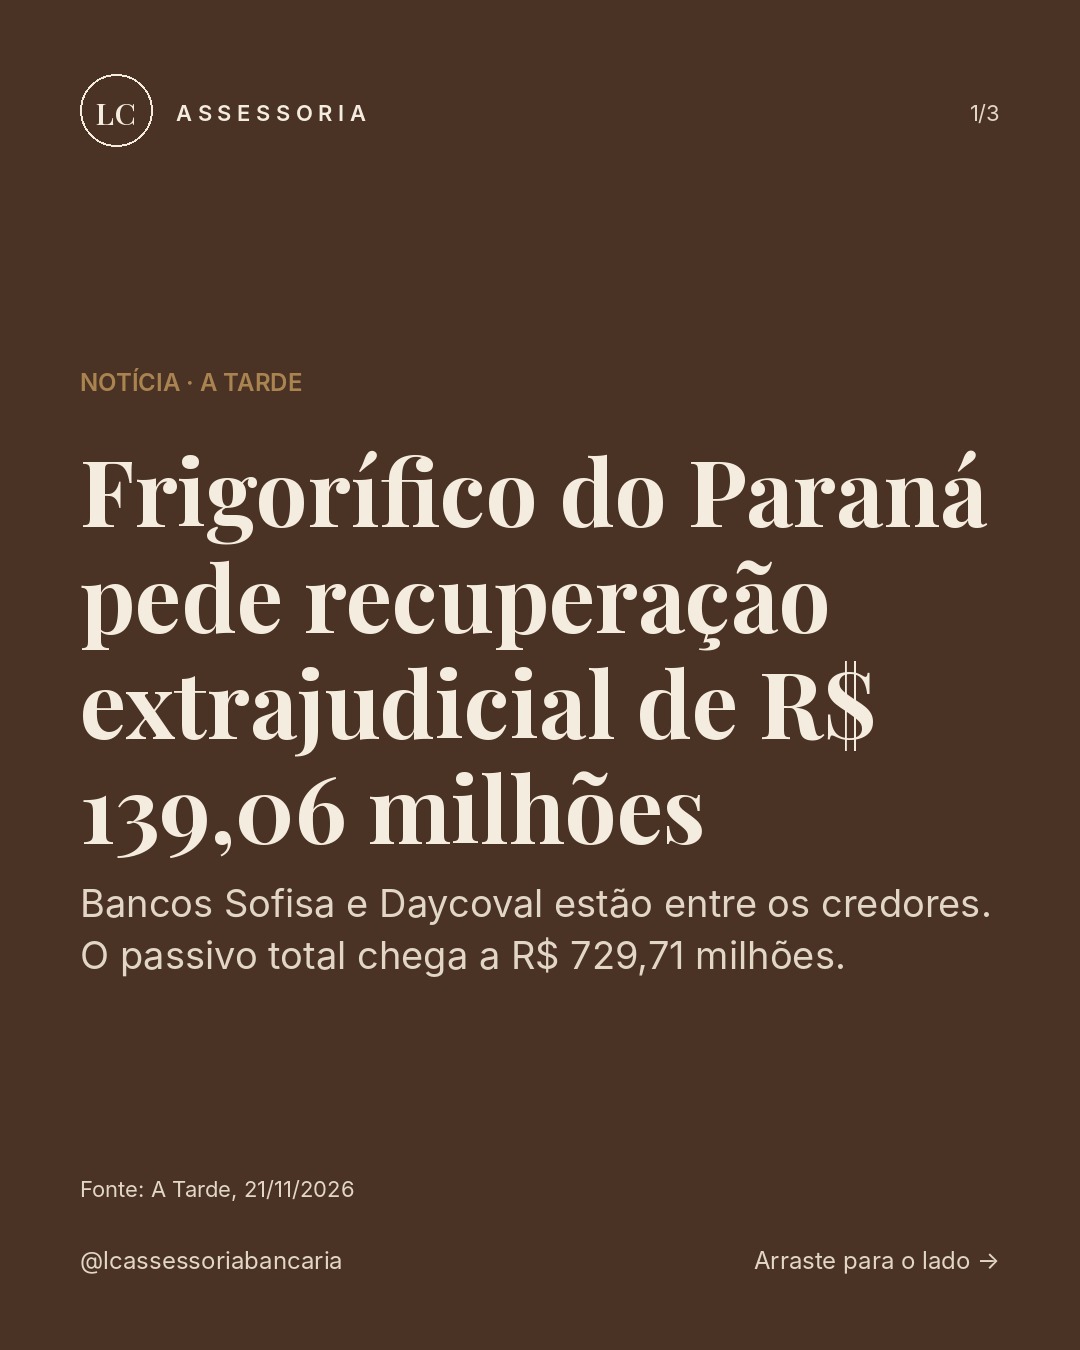 LC ASSESSORIA
1/3
NOTÍCIA · A TARDE
Frigorífico do Paraná
pede recuperação
extrajudicial de R$
139,06 milhões
Bancos Sofisa e Daycoval estão entre os credores.
O passivo total chega a R$ 729,71 milhões.
Fonte: A Tarde, 21/11/2026
@lcassessoriabancaria
Arraste para o lado →